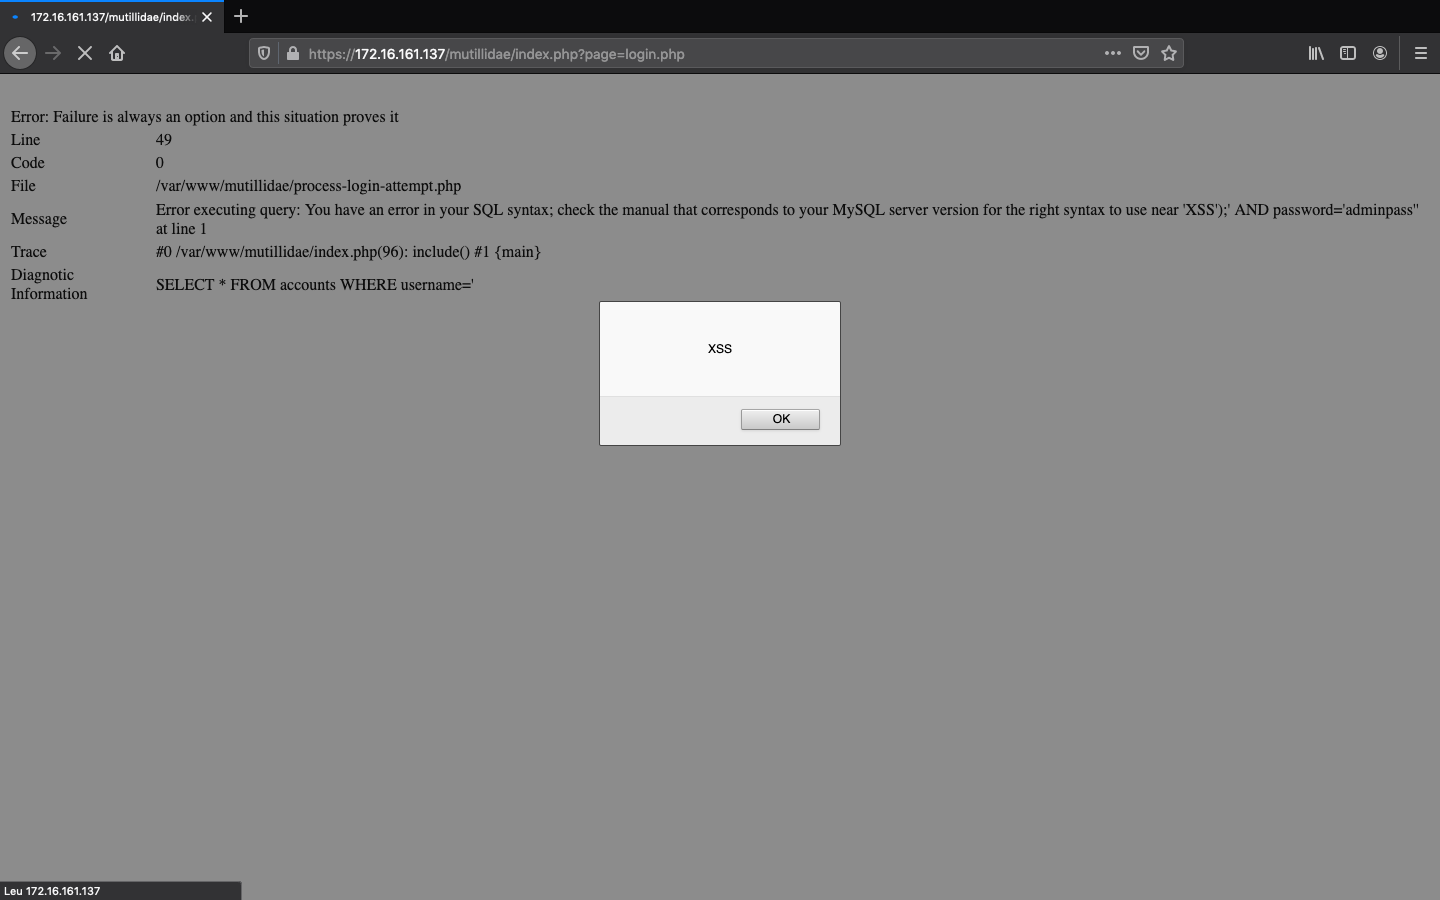 172.16.161.137/mutillidae/index.
https://172.16.161.137/mutillidae/index.php?page=login.php
Error: Failure is always an option and this situation proves it
Line 49
Code 0
File /var/www/mutillidae/process-login-attempt.php
Message Error executing query: You have an error in your SQL syntax; check the manual that corresponds to your MySQL server version for the right syntax to use near 'XSS');' AND password='adminpass''
at line 1
Trace #0 /var/www/mutillidae/index.php(96): include() #1 {main}
Diagnostic
Information SELECT * FROM accounts WHERE username='
XSS
OK
Leu 172.16.161.137